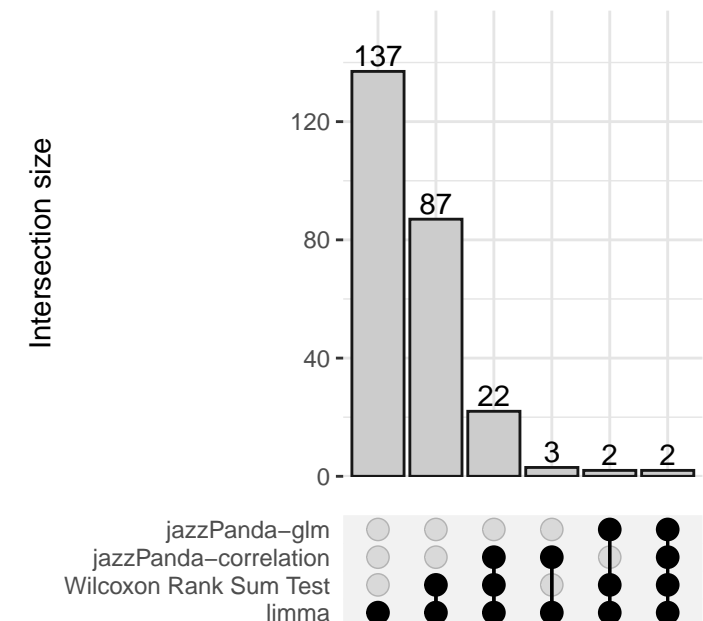 Intersection size
137
87
22
3
2
2
120
80
40
0
jazzPanda−glm
jazzPanda−correlation
Wilcoxon Rank Sum Test
limma